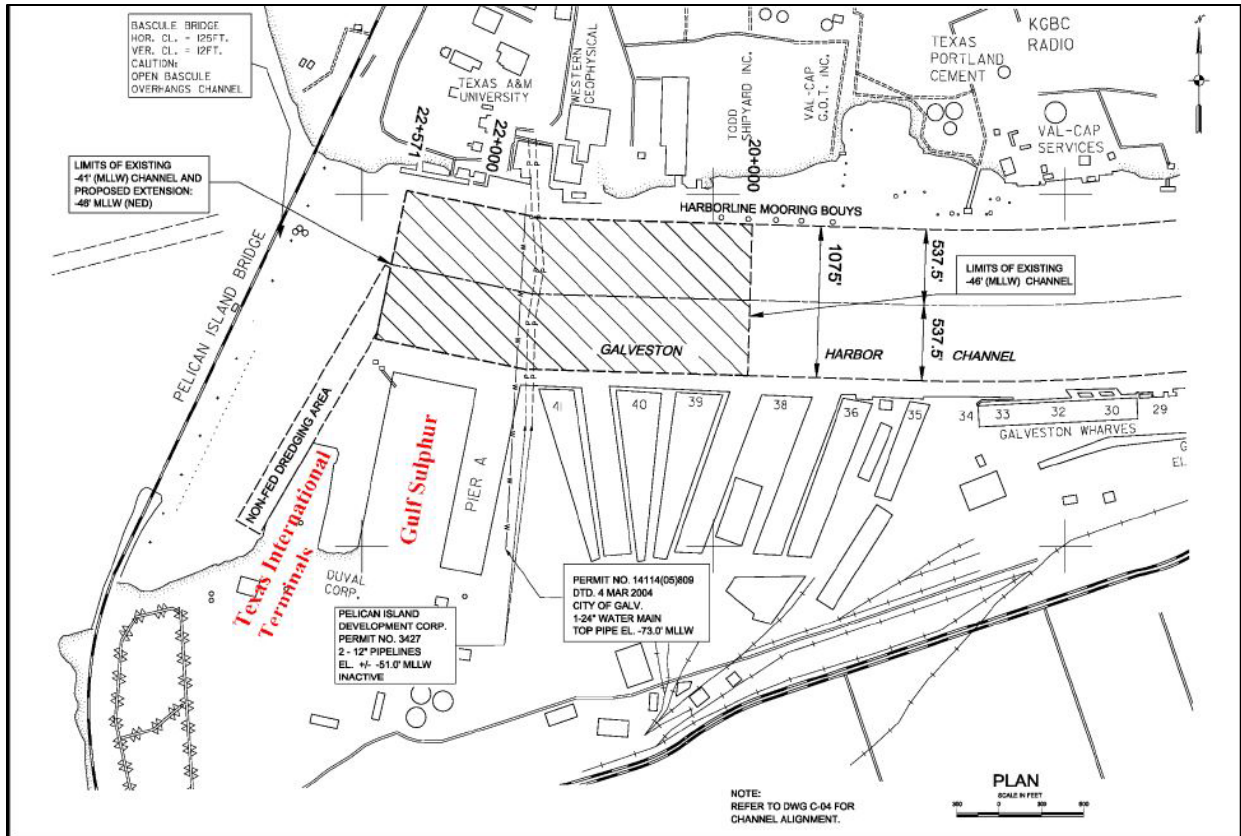 BASCULE BRIDGE
HOR. CL. - 125FT.
VER. CL. = 12FT.
CAUTION:
OPEN BASCULE
OVERHANGS CHANNEL
TEXAS A&M
UNIVERSITY
WESTERN
GEOPHYSICAL
TODD
SHIPYARD INC.
VAL-CAP
G.O.T. INC.
TEXAS
PORTLAND
CEMENT
KGBC
RADIO
VAL-CAP
SERVICES
N
22+571
22+000
20+000
LIMITS OF EXISTING
-41' (MLLW) CHANNEL AND
PROPOSED EXTENSION:
-46' MLLW (NED)
HARBORLINE MOORING BOUYS
PELICAN ISLAND BRIDGE
1075'
537.5'
537.5'
LIMITS OF EXISTING
-46' (MLLW) CHANNEL
GALVESTON HARBOR CHANNEL
NON-FED DREDGING AREA
Texas International
Terminals
Gulf Sulphur
PIER A
41 40 39 38 36 35 34 33 32 30 29
GALVESTON WHARVES
DUVAL
CORP.
PELICAN ISLAND
DEVELOPMENT CORP.
PERMIT NO. 3427
2 - 12" PIPELINES
EL. +/- -51.0' MLLW
INACTIVE
PERMIT NO. 14114(05)809
DTD. 4 MAR 2004
CITY OF GALV.
1-24" WATER MAIN
TOP PIPE EL. -73.0' MLLW
NOTE:
REFER TO DWG C-04 FOR
CHANNEL ALIGNMENT.
PLAN
SCALE IN FEET